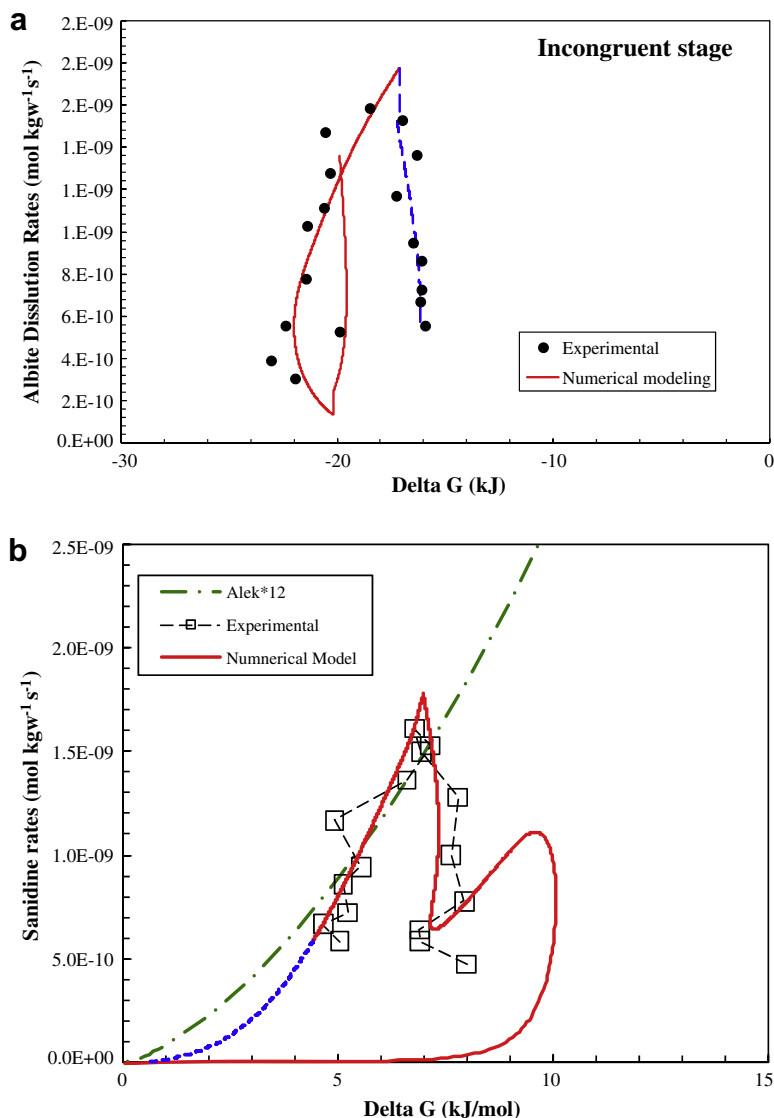 a
Incongruent stage
Albite Disslution Rates (mol kgw-1 s-1)
2.E-09
2.E-09
2.E-09
1.E-09
1.E-09
1.E-09
8.E-10
6.E-10
4.E-10
2.E-10
0.E+00
Experimental
Numerical modeling
-30
-20
-10
0
Delta G (kJ)
b
Sanidine rates (mol kgw-1 s-1)
2.5E-09
2.0E-09
1.5E-09
1.0E-09
5.0E-10
0.0E+00
Alek*12
Experimental
Numnerical Model
0
5
10
15
Delta G (kJ/mol)